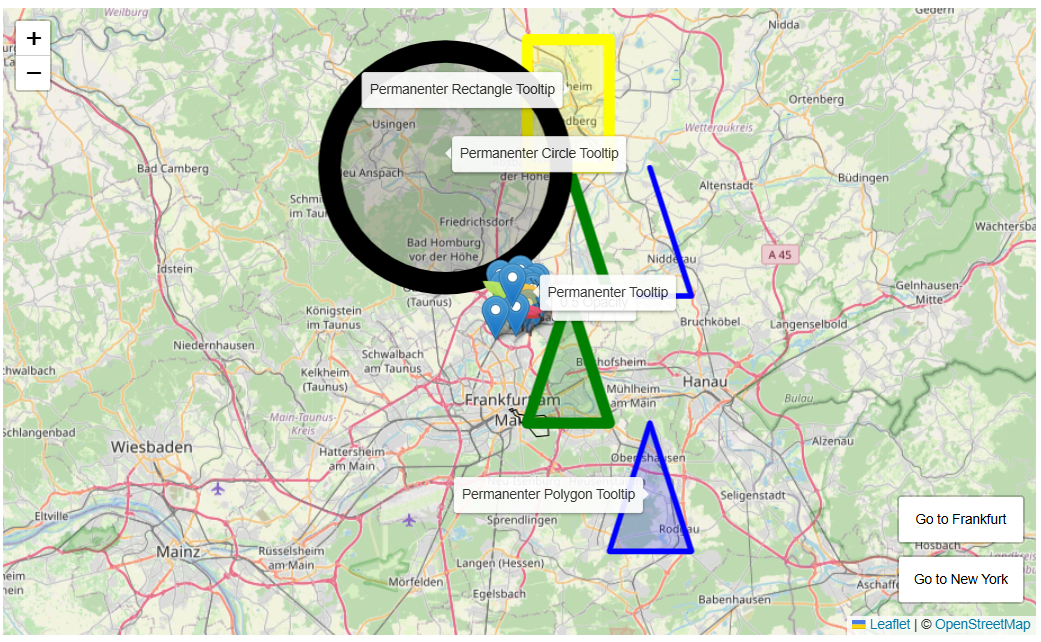 Weilburg
Gedern
Nidda
+
−
heim
Permanenter Rectangle Tooltip
Ortenberg
dberg
Usingen
Wetteraukreis
Permanenter Circle Tooltip
Bad Camberg
eu Anspach
der Höhe
Büdingen
Altenstadt
Schmi
im Tau
Friedrichsdorf
Wächtersba
Bad Homburg
vor der Höhe
A 45
Nidderau
Idstein
Gelnhausen-
Mitte
Permanenter Tooltip
(Taunus)
Opacity
Königstein
im Taunus
Bruchköbel
Langenselbold
Niederhausen
Schwalbach
am Taunus
Bischofsheim
hwalbach
Kelkheim
(Taunus)
Hanau
Mühlheim
am Main
Frankfurt am
Main
Bulau
Main-Taunus-
Kreis
Schlangenbad
Alzenau
Wiesbaden
Hattersheim
am Main
Obertshausen
Permanenter Polygon Tooltip
Seligenstadt
Eltville
Sprendlingen
Rodgau
Go to Frankfurt
Hösbach
Mainz
Rüsselsheim
am Main
Langen (Hessen)
Go to New York
Aschaffe
heim
Mörfelden
Egelsbach
Babenhausen
Leaflet | © OpenStreetMap